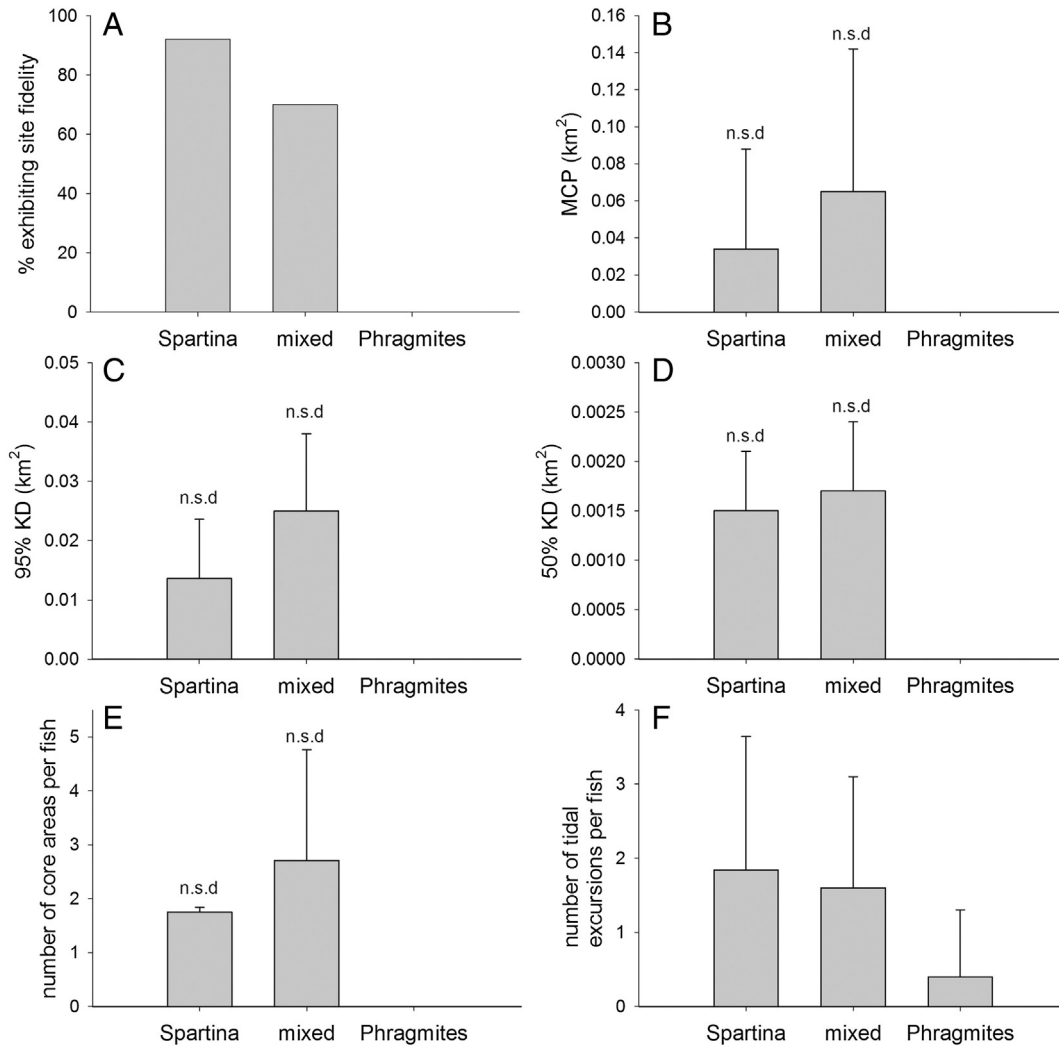 A
% exhibiting site fidelity
100
80
60
40
20
0
Spartina
mixed
Phragmites
B
MCP (km²)
0.16
0.14
0.12
0.10
0.08
0.06
0.04
0.02
0.00
n.s.d
n.s.d
Spartina
mixed
Phragmites
C
95% KD (km²)
0.05
0.04
0.03
0.02
0.01
0.00
n.s.d
n.s.d
Spartina
mixed
Phragmites
D
50% KD (km²)
0.0030
0.0025
0.0020
0.0015
0.0010
0.0005
0.0000
n.s.d
n.s.d
Spartina
mixed
Phragmites
E
number of core areas per fish
5
4
3
2
1
0
n.s.d
n.s.d
Spartina
mixed
Phragmites
F
number of tidal
excursions per fish
4
3
2
1
0
Spartina
mixed
Phragmites